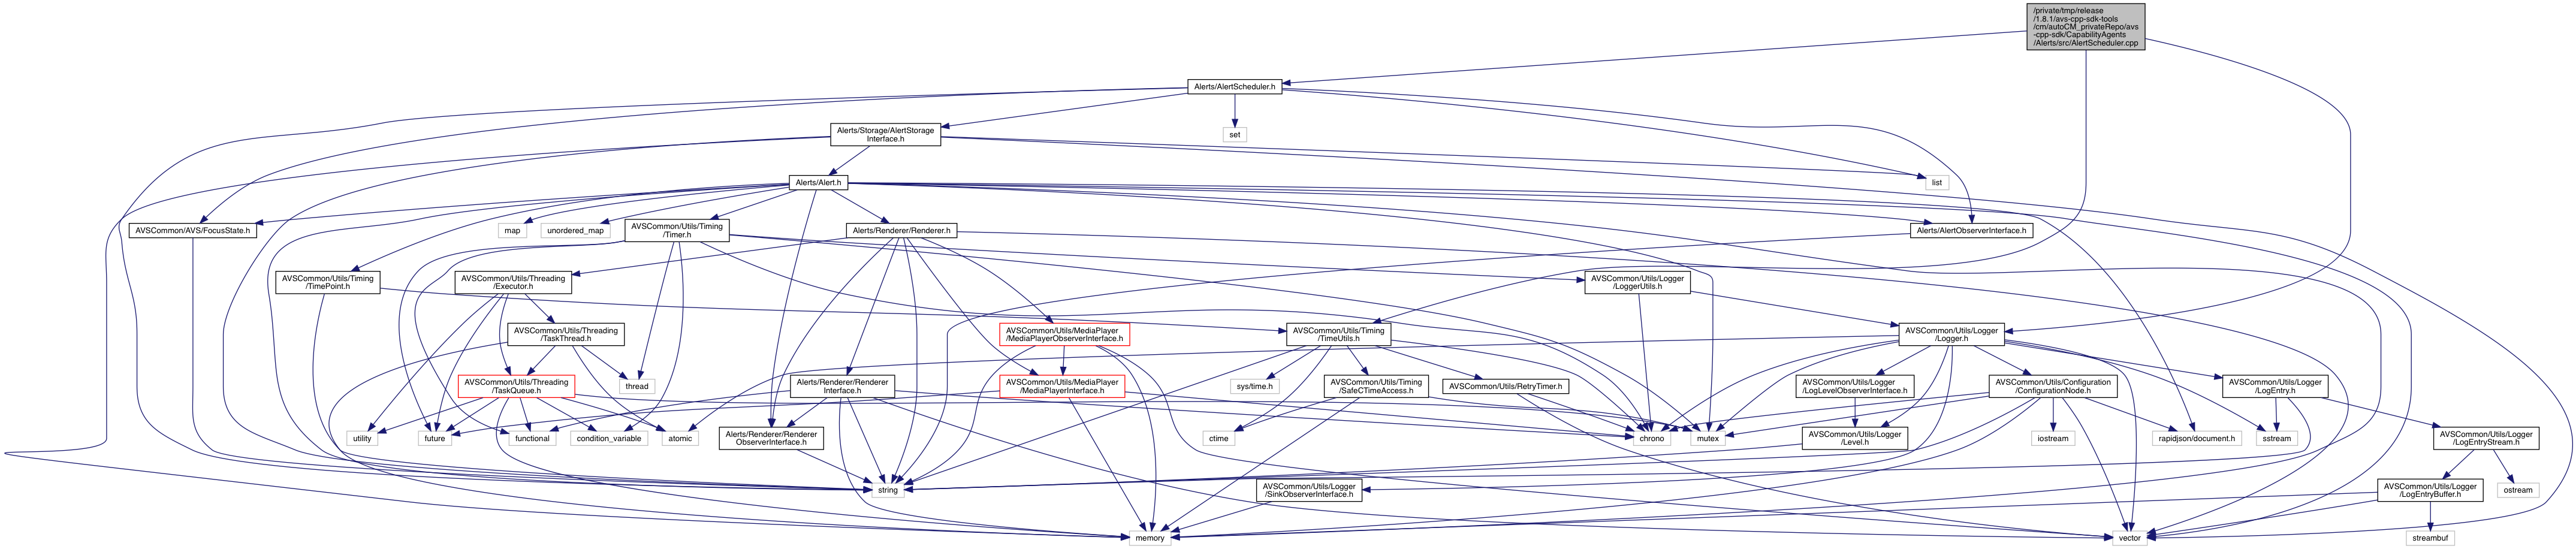 /private/tmp/release
/1.8.1/avs-cpp-sdk-tools
/cm/autoCM_privateRepo/avs
-cpp-sdk/CapabilityAgents
/Alerts/src/AlertScheduler.cpp
Alerts/AlertScheduler.h
Alerts/Storage/AlertStorage
Interface.h
set
Alerts/Alert.h
list
AVSCommon/AVS/FocusState.h
map
unordered_map
AVSCommon/Utils/Timing
/Timer.h
Alerts/Renderer/Renderer.h
Alerts/AlertObserverInterface.h
AVSCommon/Utils/Timing
/TimePoint.h
AVSCommon/Utils/Threading
/Executor.h
AVSCommon/Utils/Logger
/LoggerUtils.h
AVSCommon/Utils/Threading
/TaskThread.h
AVSCommon/Utils/MediaPlayer
/MediaPlayerObserverInterface.h
AVSCommon/Utils/Timing
/TimeUtils.h
AVSCommon/Utils/Logger
/Logger.h
AVSCommon/Utils/Threading
/TaskQueue.h
thread
Alerts/Renderer/Renderer
Interface.h
AVSCommon/Utils/MediaPlayer
/MediaPlayerInterface.h
sys/time.h
AVSCommon/Utils/Timing
/SafeCTimeAccess.h
AVSCommon/Utils/RetryTimer.h
AVSCommon/Utils/Logger
/LogLevelObserverInterface.h
AVSCommon/Utils/Configuration
/ConfigurationNode.h
AVSCommon/Utils/Logger
/LogEntry.h
utility
future
functional
condition_variable
atomic
Alerts/Renderer/Renderer
ObserverInterface.h
ctime
chrono
mutex
AVSCommon/Utils/Logger
/Level.h
iostream
rapidjson/document.h
sstream
AVSCommon/Utils/Logger
/LogEntryStream.h
string
AVSCommon/Utils/Logger
/SinkObserverInterface.h
AVSCommon/Utils/Logger
/LogEntryBuffer.h
ostream
memory
vector
streambuf